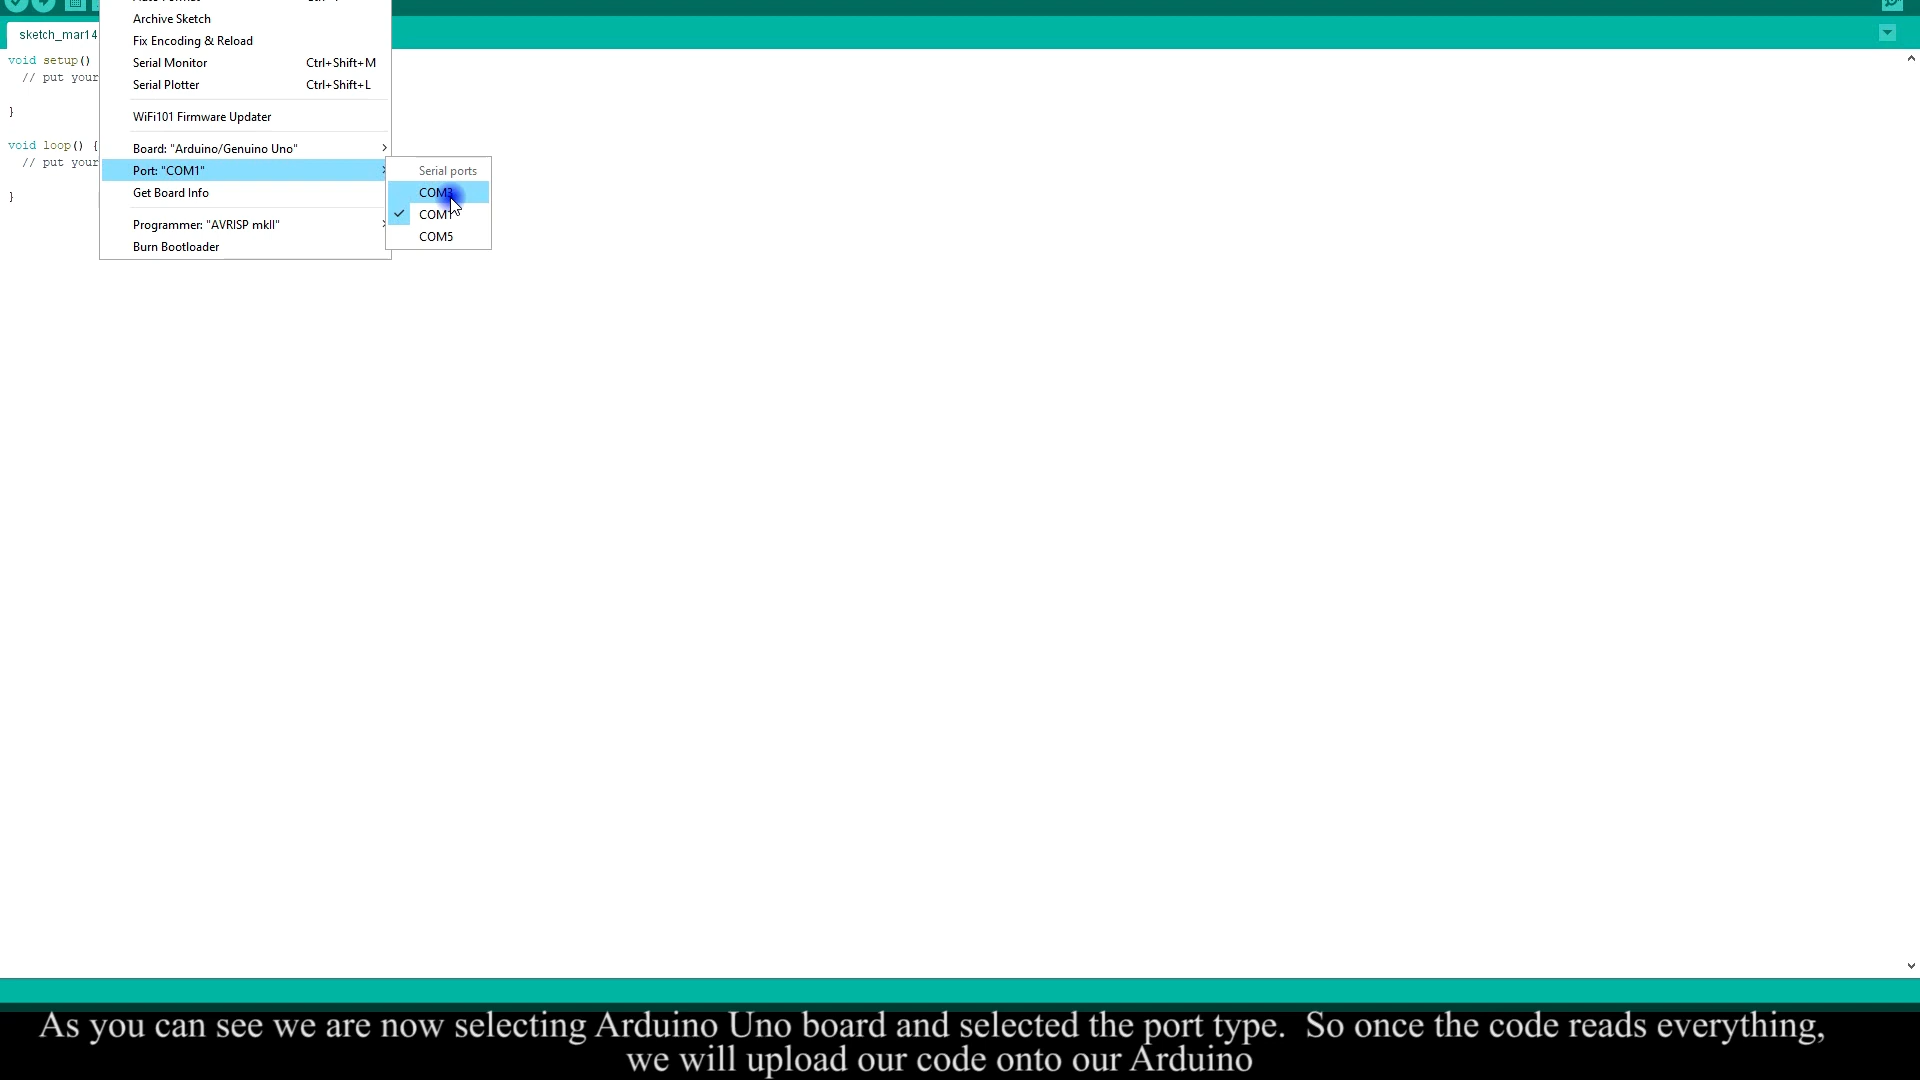 Archive Sketch
sketch_mar14
Fix Encoding & Reload
void setup()
Serial Monitor Ctrl+Shift+M
// put your
Serial Plotter Ctrl+Shift+L
}
WiFi101 Firmware Updater
void loop() {
Board: "Arduino/Genuino Uno"
// put your
Port: "COM1"
}
Get Board Info
Programmer: "AVRISP mkII"
Burn Bootloader
Serial ports
COM3
COM1
COM5
As you can see we are now selecting Arduino Uno board and selected the port type. So once the code reads everything,
we will upload our code onto our Arduino